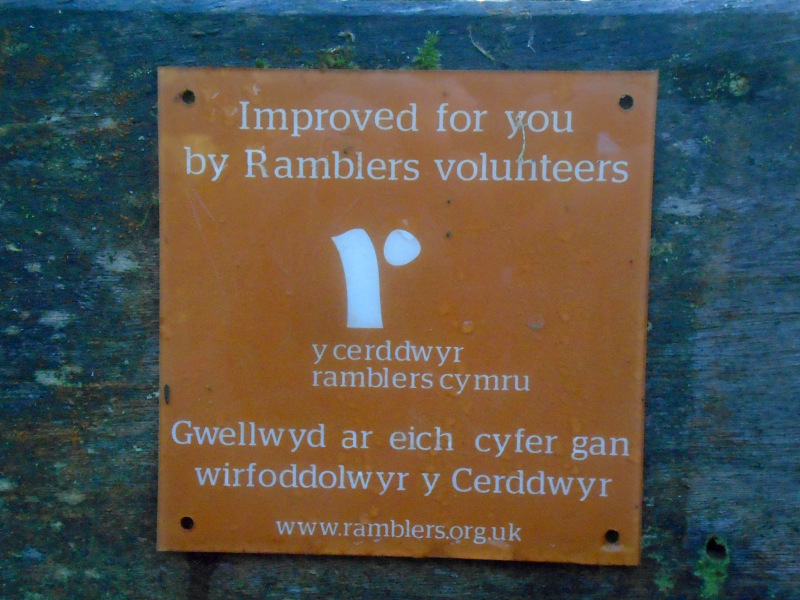 Improved for you
by Ramblers volunteers
r
y cerddwyr
ramblers cymru
Gwellwyd ar eich cyfer gan
wirfoddolwyr y Cerddwyr
www.ramblers.org.uk